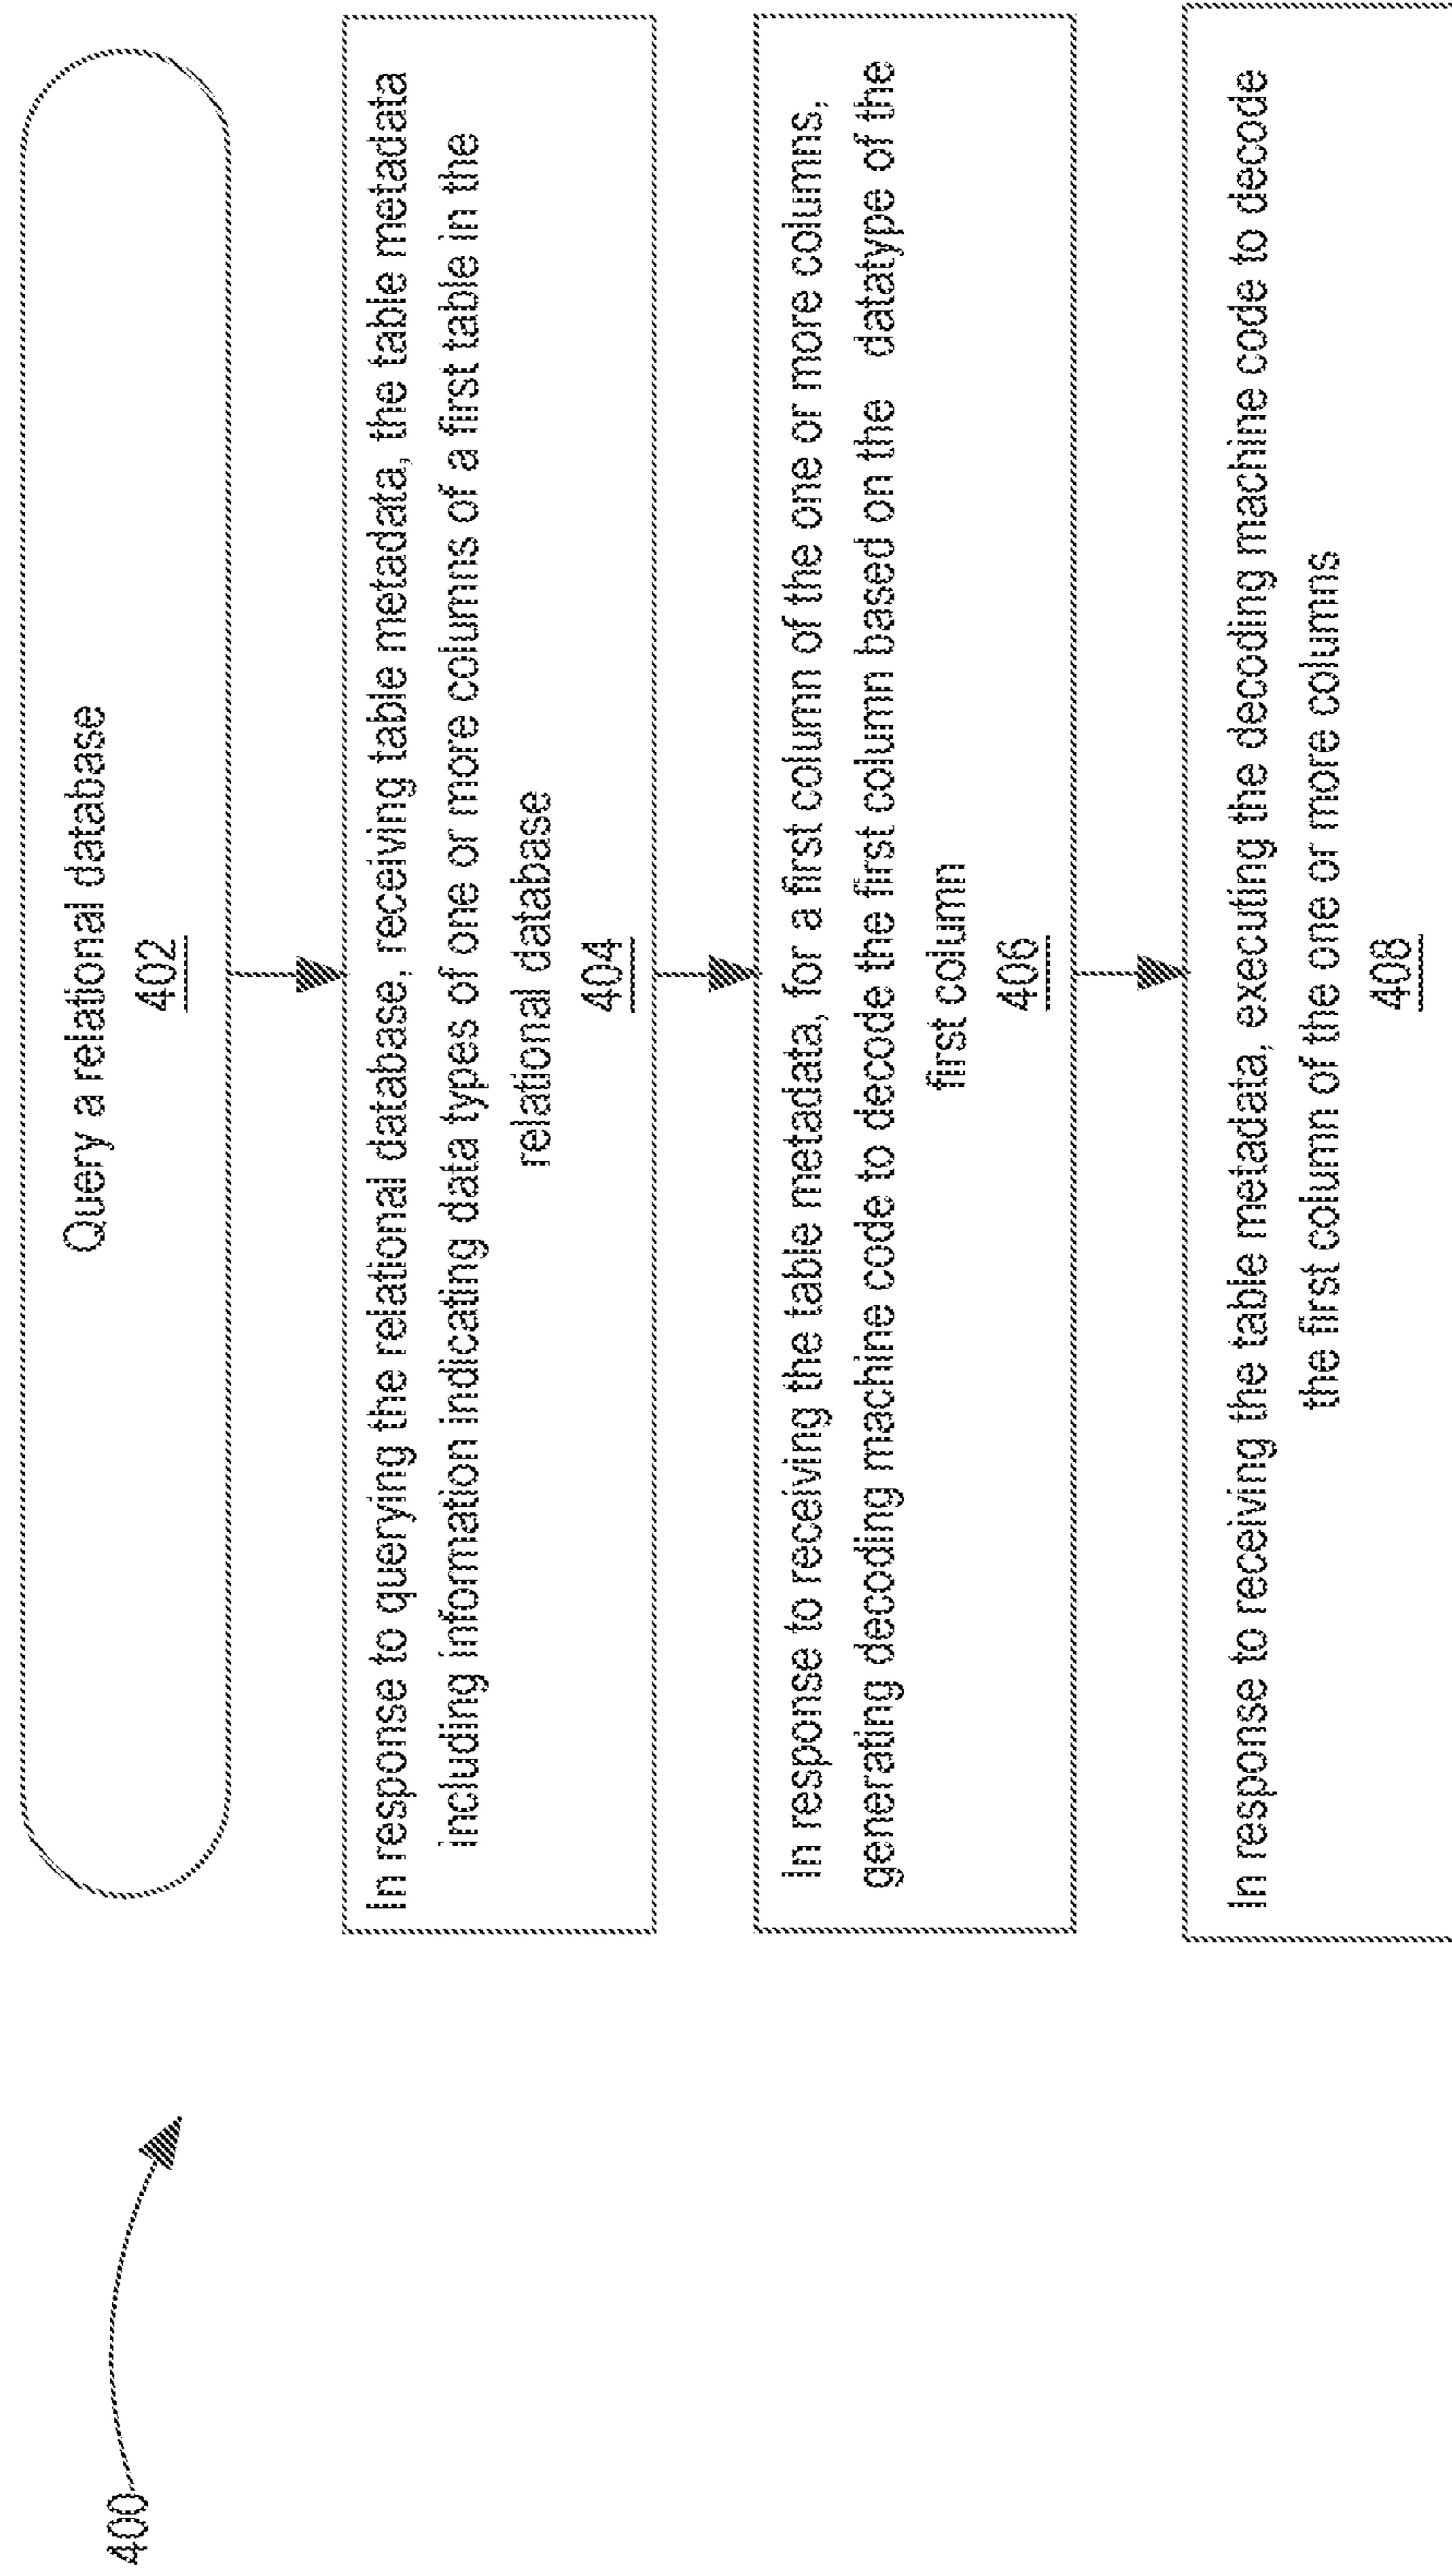 400
Query a relational database
402
In response to querying the relational database, receiving table metadata, the table metadata
including information indicating data types of one or more columns of a first table in the
relational database
404
In response to receiving the table metadata, for a first column of the one or more columns,
generating decoding machine code to decode the first column based on the datatype of the
first column
406
In response to receiving the table metadata, executing the decoding machine code to decode
the first column of the one or more columns
408